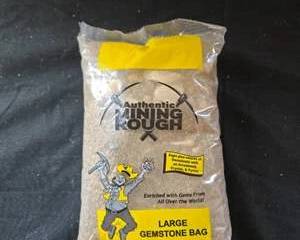 Authentic
MINING
ROUGH
Enriched with Gems From
All Over the World!
LARGE
GEMSTONE BAG